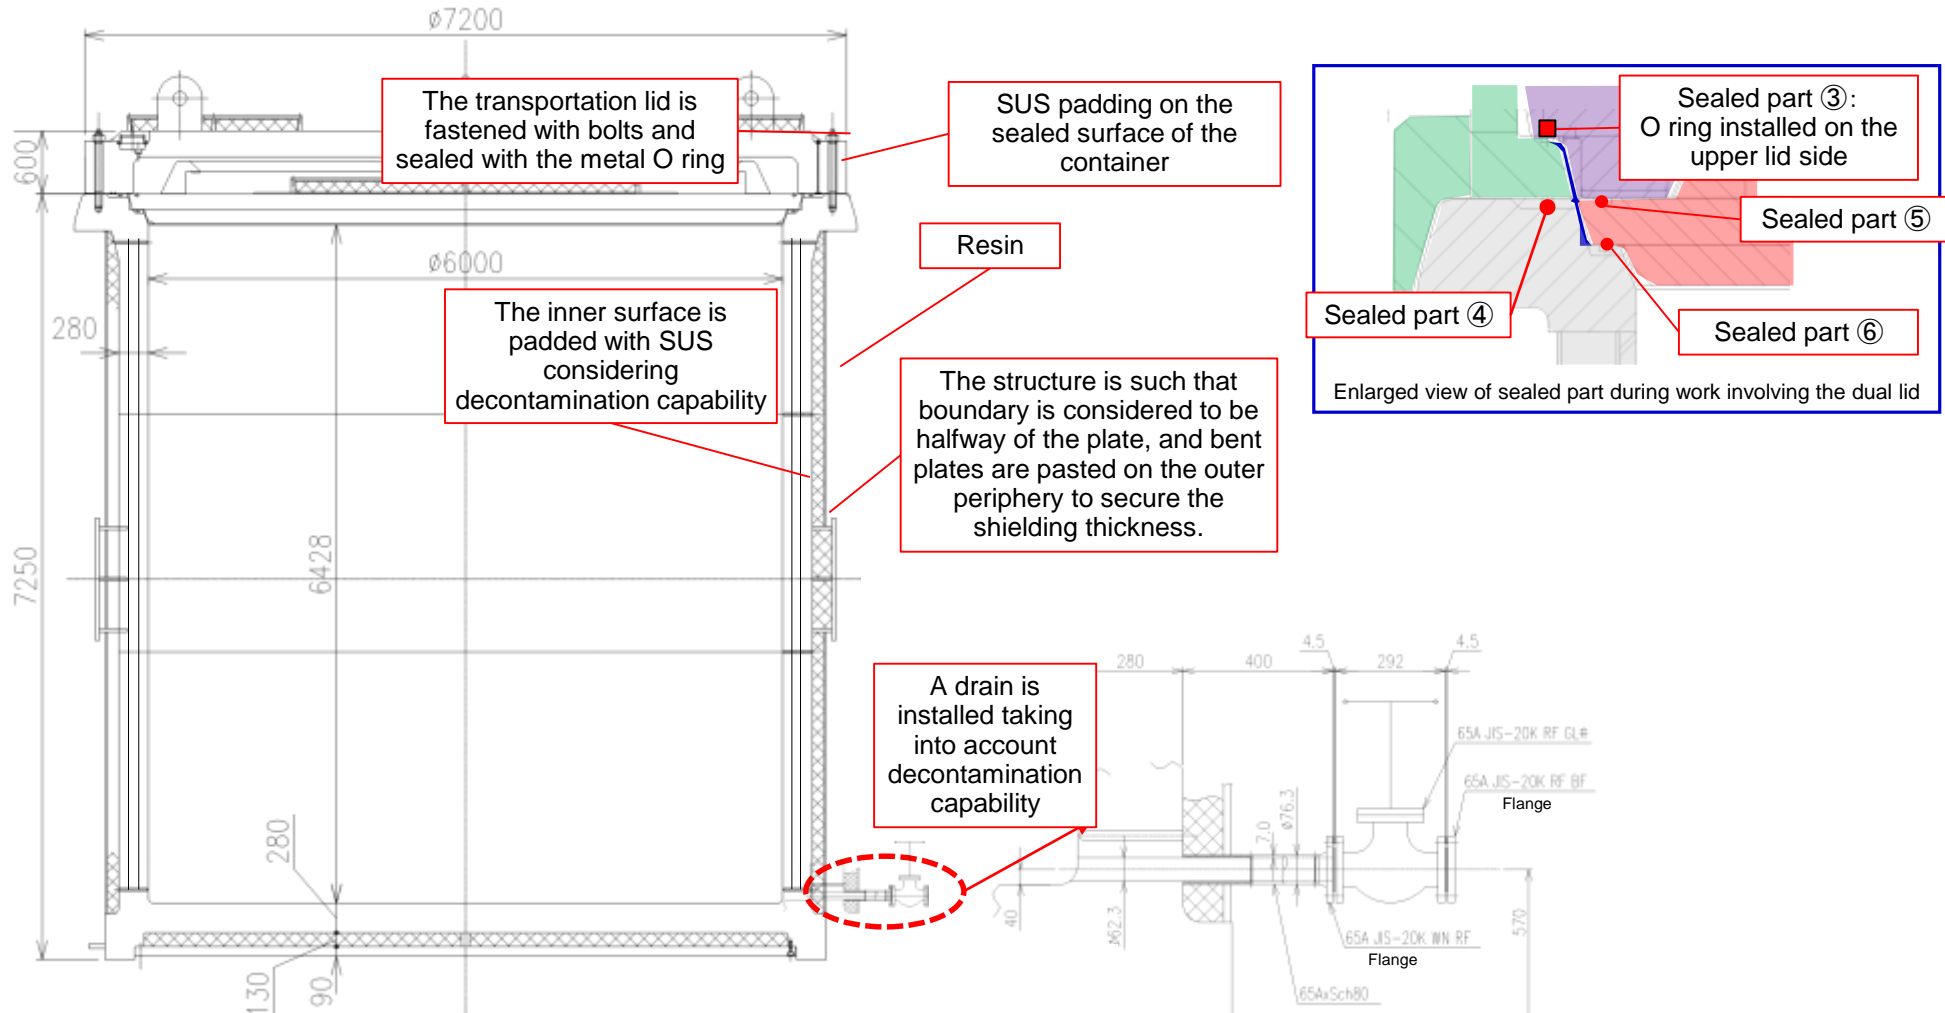 ø7200
The transportation lid is
fastened with bolts and
sealed with the metal O ring
SUS padding on the
sealed surface of the
container
600
Resin
ø6000
The inner surface is
padded with SUS
considering
decontamination capability
280
The structure is such that
boundary is considered to be
halfway of the plate, and bent
plates are pasted on the outer
periphery to secure the
shielding thickness.
7250
6428
A drain is
installed taking
into account
decontamination
capability
280
130
90
Sealed part ③:
O ring installed on the
upper lid side
Sealed part ⑤
Sealed part ④
Sealed part ⑥
Enlarged view of sealed part during work involving the dual lid
280
400
4.5
292
4.5
65A JIS-20K RF GL#
65A JIS-20K RF BF
Flange
7.0
ø76.3
40
ø62.3
570
65A JIS-20K WN RF
Flange
65AxSch80